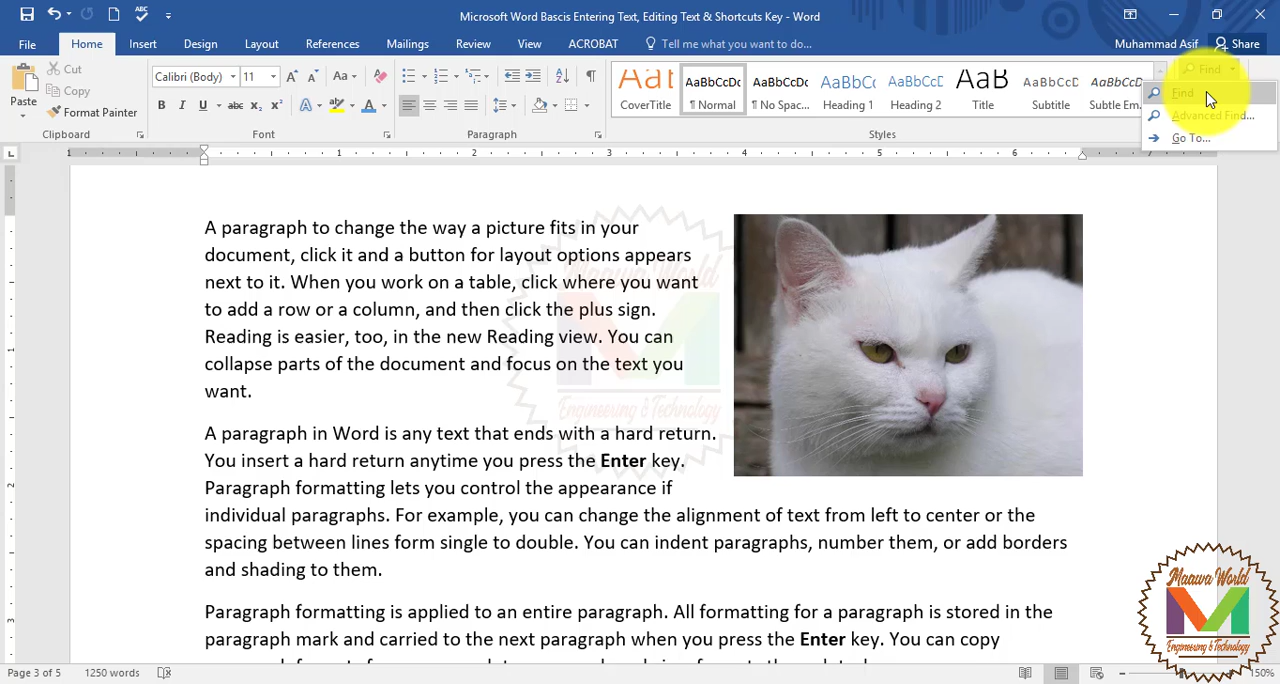 Microsoft Word Bascis Entering Text, Editing Text & Shortcuts Key - Word
File Home Insert Design Layout References Mailings Review View ACROBAT Tell me what you want to do... Muhammad Asif Share
Paste
Cut
Copy
Format Painter
Clipboard
Calibri (Body) 11
Font
Paragraph
CoverTitle
¶ Normal
¶ No Spac...
Heading 1
Heading 2
Title
Subtitle
Subtle Em...
Styles
Find
Find
Advanced Find...
Go To...
A paragraph to change the way a picture fits in your
document, click it and a button for layout options appears
next to it. When you work on a table, click where you want
to add a row or a column, and then click the plus sign.
Reading is easier, too, in the new Reading view. You can
collapse parts of the document and focus on the text you
want.
A paragraph in Word is any text that ends with a hard return.
You insert a hard return anytime you press the Enter key.
Paragraph formatting lets you control the appearance if
individual paragraphs. For example, you can change the alignment of text from left to center or the
spacing between lines form single to double. You can indent paragraphs, number them, or add borders
and shading to them.
Paragraph formatting is applied to an entire paragraph. All formatting for a paragraph is stored in the
paragraph mark and carried to the next paragraph when you press the Enter key. You can copy
Maawa World
Engineering & Technology
Maawa World
Engineering & Technology
Page 3 of 5 1250 words 150%